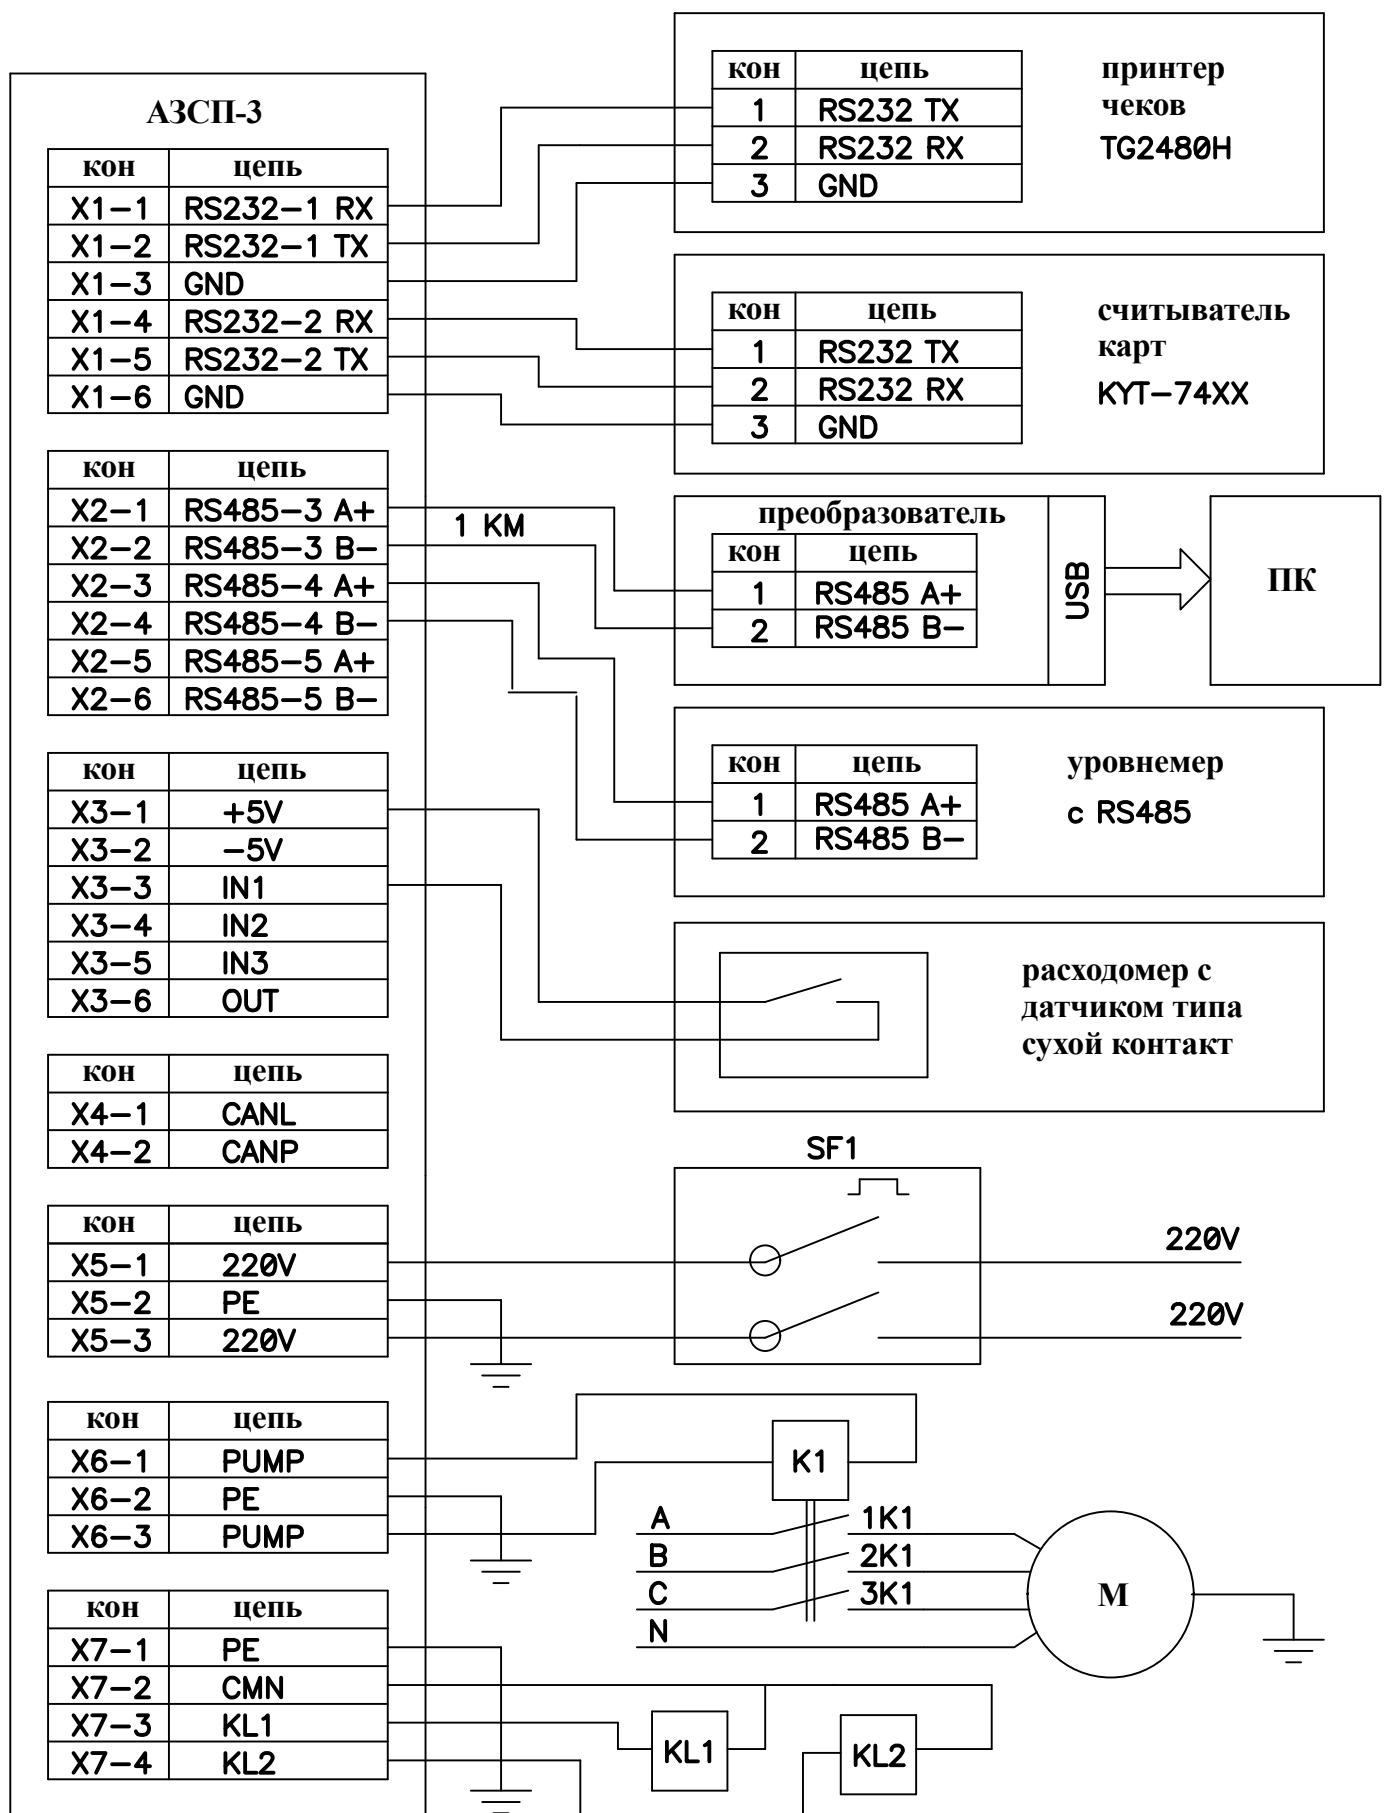 АЗСП-3
кон цепь
X1-1 RS232-1 RX
X1-2 RS232-1 TX
X1-3 GND
X1-4 RS232-2 RX
X1-5 RS232-2 TX
X1-6 GND
кон цепь
X2-1 RS485-3 A+
X2-2 RS485-3 B-
X2-3 RS485-4 A+
X2-4 RS485-4 B-
X2-5 RS485-5 A+
X2-6 RS485-5 B-
кон цепь
X3-1 +5V
X3-2 -5V
X3-3 IN1
X3-4 IN2
X3-5 IN3
X3-6 OUT
кон цепь
X4-1 CANL
X4-2 CANP
кон цепь
X5-1 220V
X5-2 PE
X5-3 220V
кон цепь
X6-1 PUMP
X6-2 PE
X6-3 PUMP
кон цепь
X7-1 PE
X7-2 CMN
X7-3 KL1
X7-4 KL2
кон цепь
1 RS232 TX
2 RS232 RX
3 GND
принтер
чеков
TG2480H
кон цепь
1 RS232 TX
2 RS232 RX
3 GND
считыватель
карт
KYT-74XX
1 KM
преобразователь
кон цепь
1 RS485 A+
2 RS485 B-
USB
ПК
кон цепь
1 RS485 A+
2 RS485 B-
уровнемер
с RS485
расходомер с
датчиком типа
сухой контакт
SF1
220V
220V
K1
A 1K1
B 2K1
C 3K1
N
M
KL1
KL2